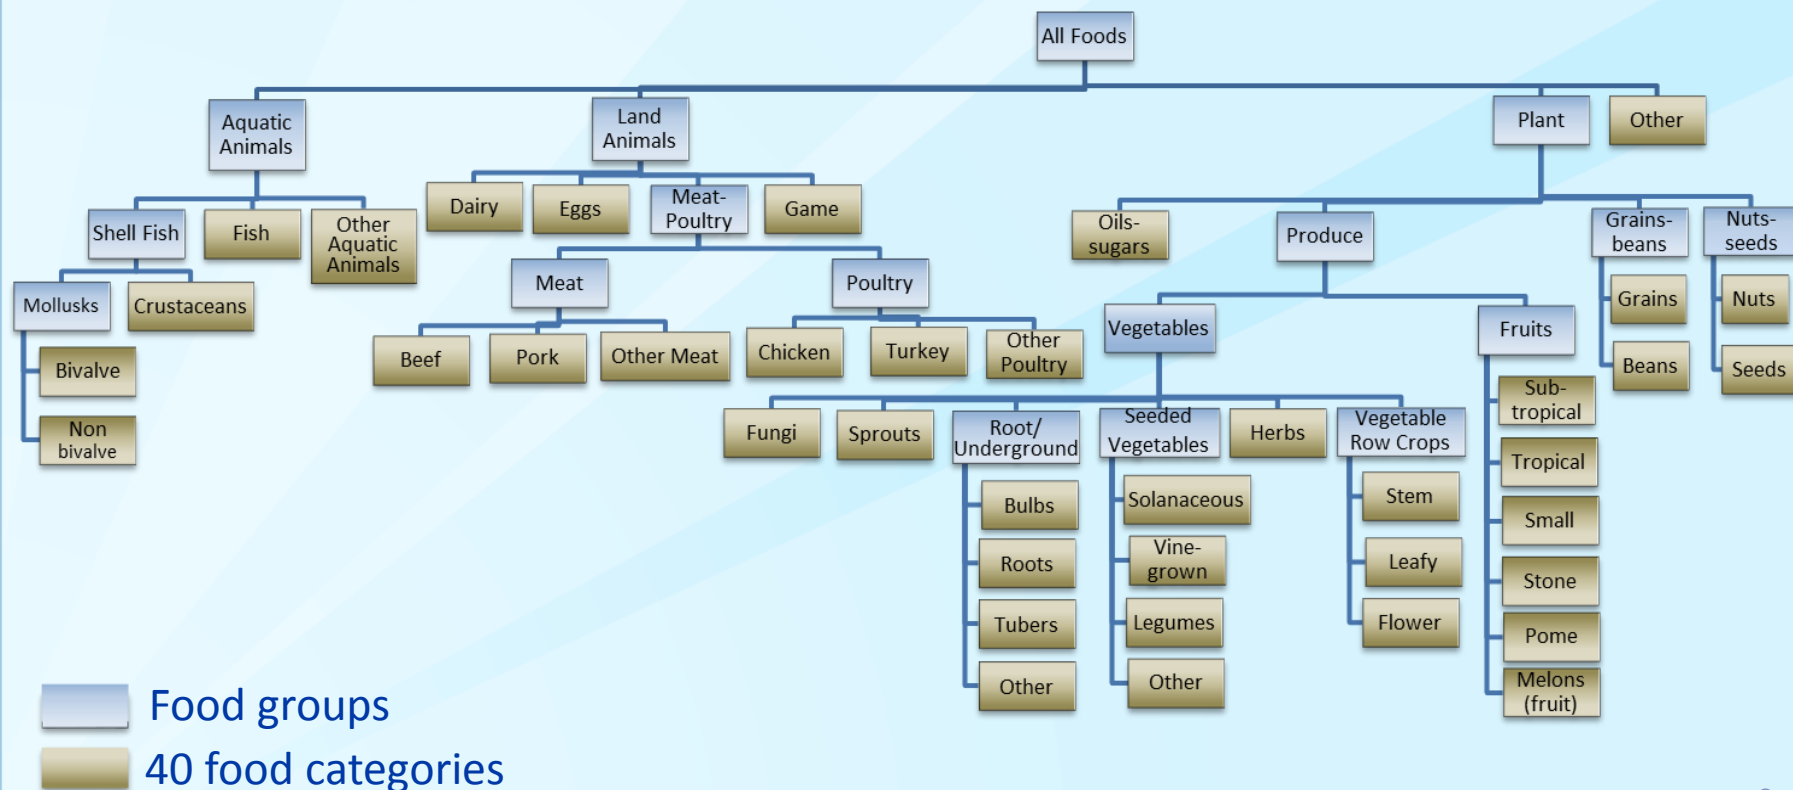 All Foods
Aquatic
Animals
Land
Animals
Plant
Other
Shell Fish
Fish
Other
Aquatic
Animals
Dairy
Eggs
Meat-
Poultry
Game
Oils-
sugars
Produce
Grains-
beans
Nuts-
seeds
Mollusks
Crustaceans
Meat
Poultry
Vegetables
Fruits
Grains
Nuts
Bivalve
Non
bivalve
Beef
Pork
Other Meat
Chicken
Turkey
Other
Poultry
Beans
Seeds
Fungi
Sprouts
Root/
Underground
Seeded
Vegetables
Herbs
Vegetable
Row Crops
Sub-
tropical
Tropical
Small
Stone
Pome
Melons
(fruit)
Bulbs
Roots
Tubers
Other
Solanaceous
Vine-
grown
Legumes
Other
Stem
Leafy
Flower
Food groups
40 food categories